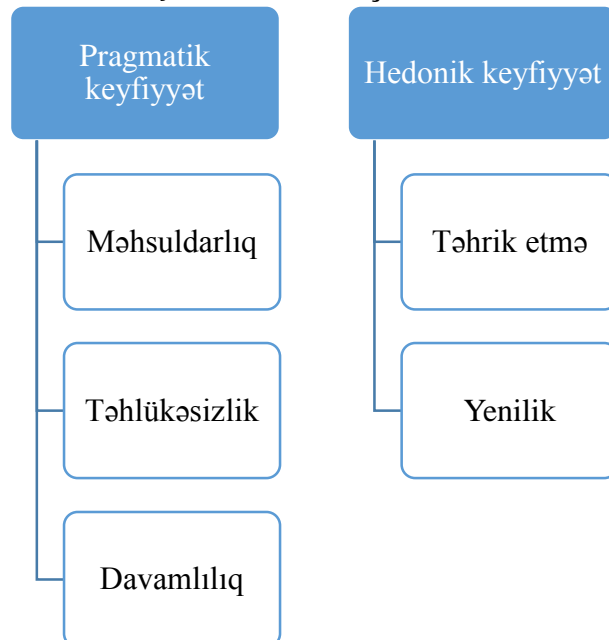 Pragmatik
keyfiyyət
Məhsuldarlıq
Təhlükəsizlik
Davamlılıq
Hedonik keyfiyyət
Təhrik etmə
Yenilik